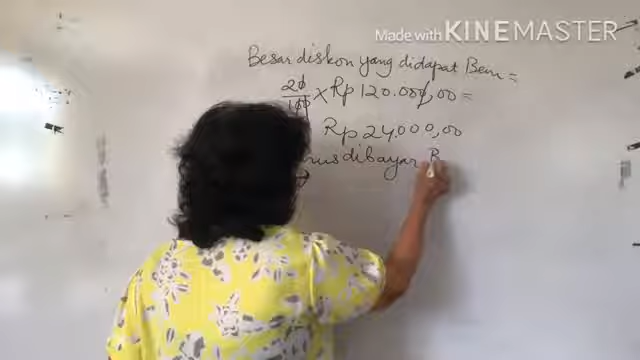 Made with KINEMASTER
Besar diskon yang didapat Beni =
20/100 x Rp 120.000,00 =
Rp 24.000,00
dibayar B